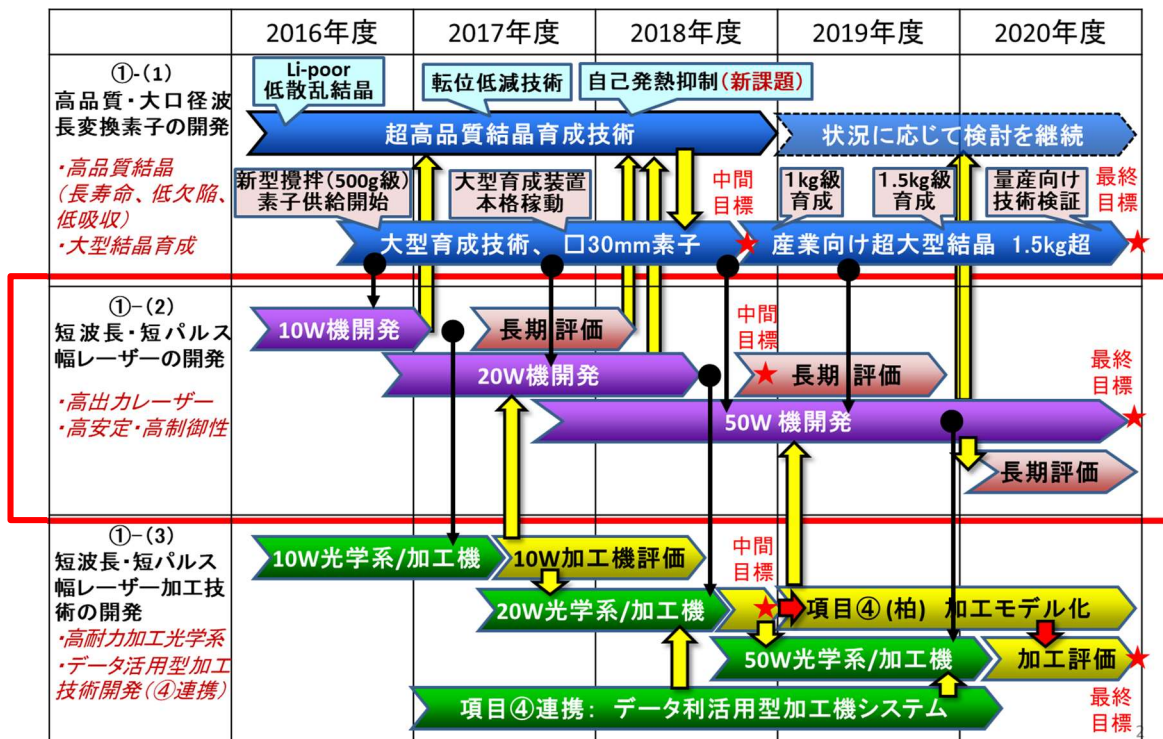 2016年度
2017年度
2018年度
2019年度
2020年度
①-(1)
高品質・大口径波
長変換素子の開発
・高品質結晶
(長寿命、低欠陥、
低吸収)
・大型結晶育成
Li-poor
低散乱結晶
転位低減技術
自己発熱抑制(新課題)
超高品質結晶育成技術
状況に応じて検討を継続
新型攪拌(500g級)
素子供給開始
大型育成装置
本格稼動
中間
目標
1kg級
育成
1.5kg級
育成
量産向け
技術検証
最終
目標
大型育成技術、□30mm素子
産業向け超大型結晶 1.5kg超
①-(2)
短波長・短パルス
幅レーザーの開発
・高出力レーザー
・高安定・高制御性
10W機開発
長期評価
中間
目標
20W機開発
長期評価
最終
目標
50W機開発
長期評価
①-(3)
短波長・短パルス
幅レーザー加工技
術の開発
・高耐力加工光学系
・データ活用型加工
技術開発(④連携)
10W光学系/加工機
10W加工機評価
中間
目標
20W光学系/加工機
項目④(柏) 加工モデル化
50W光学系/加工機
加工評価
項目④連携: データ利活用型加工機システム
最終
目標
2